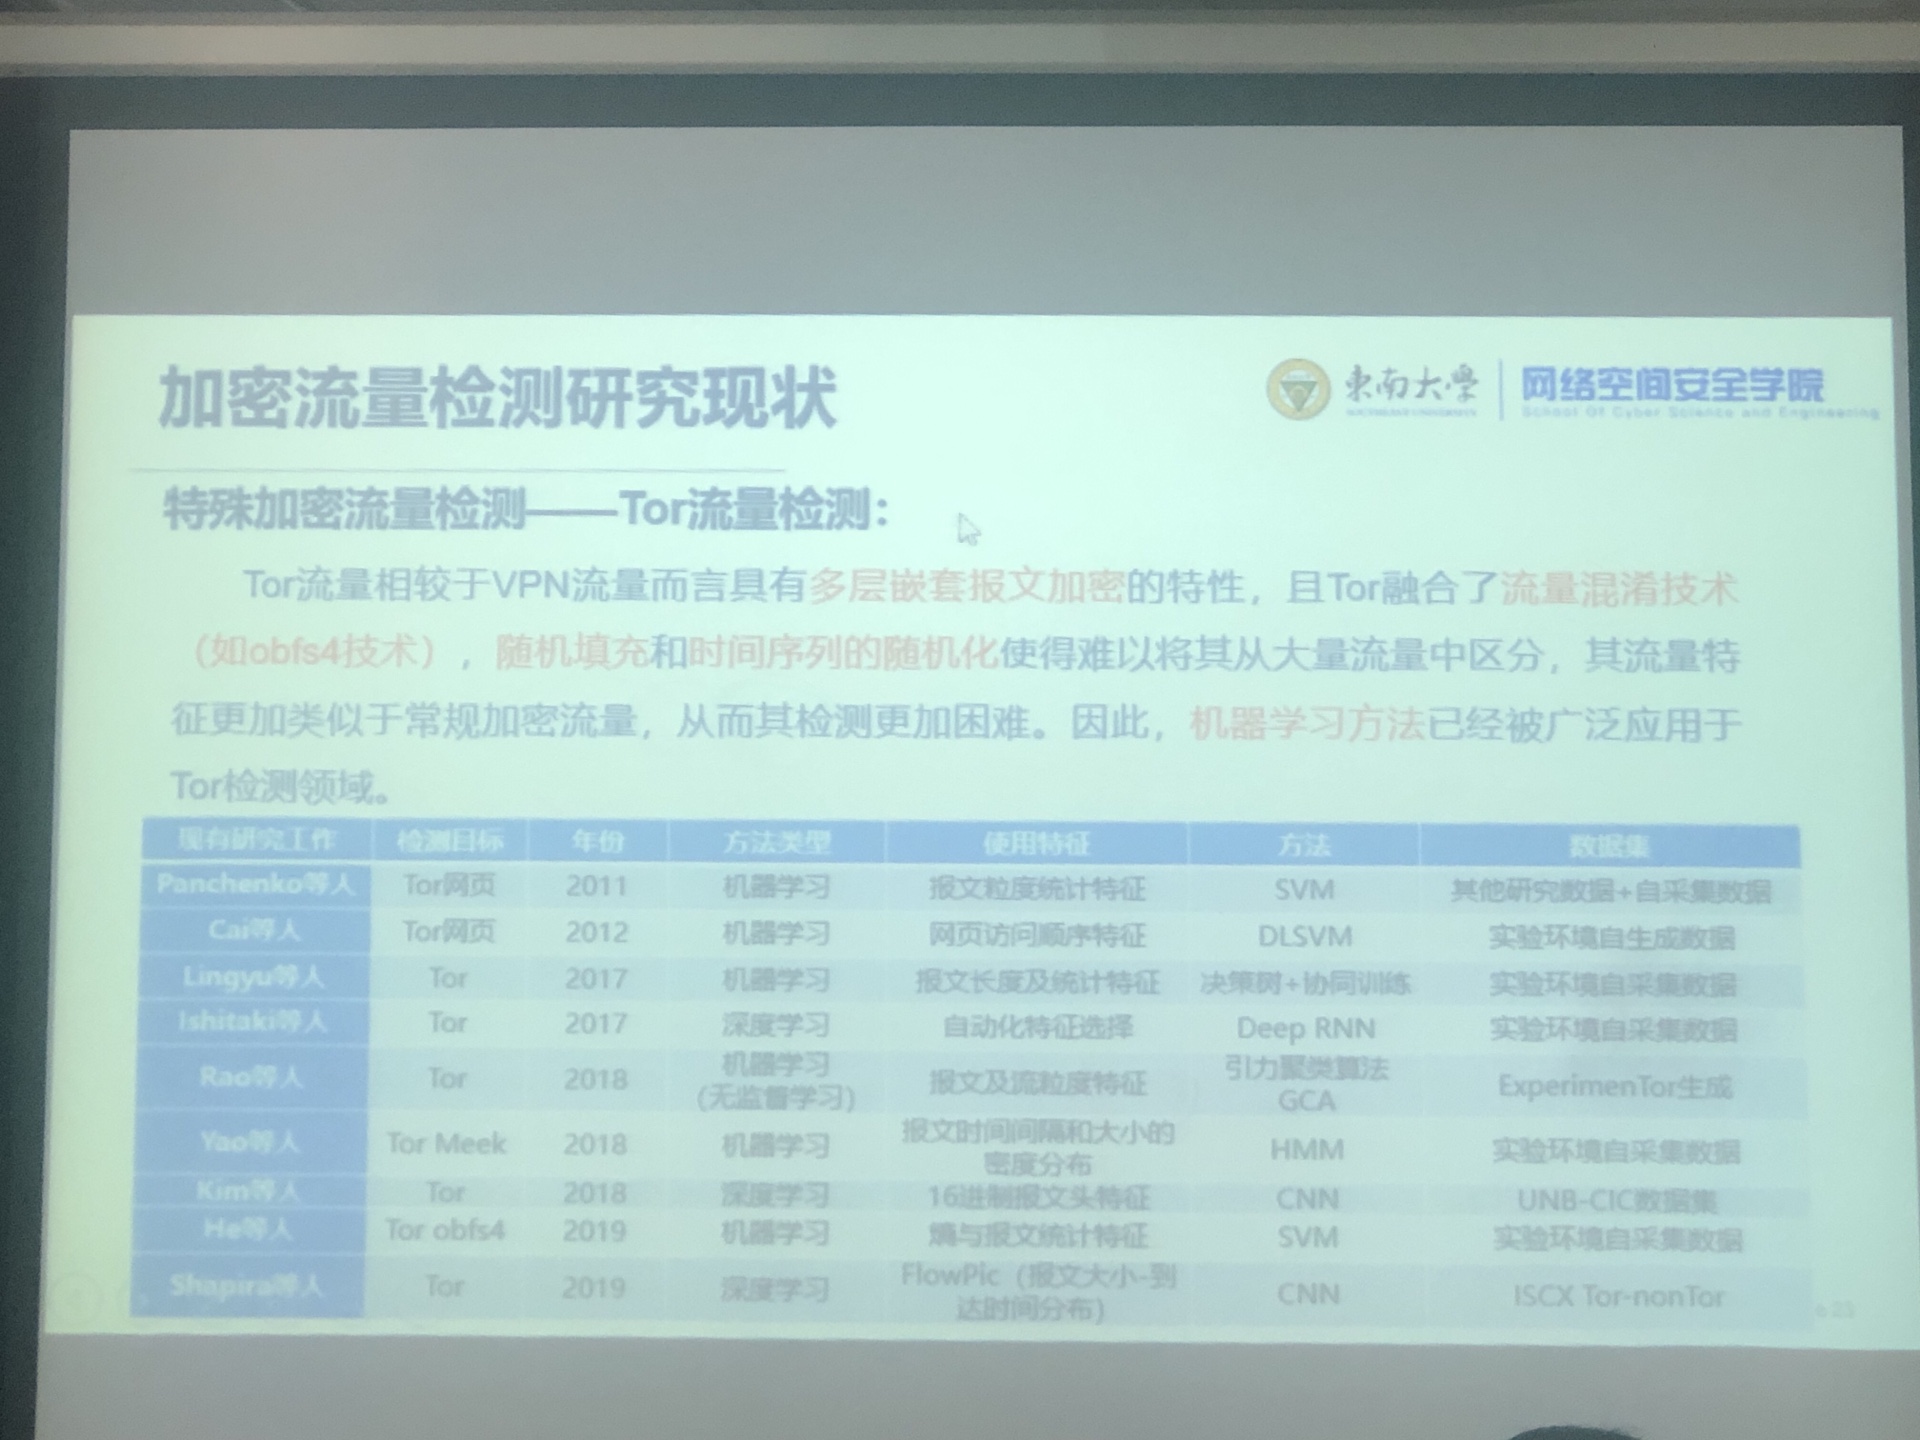 加密流量检测研究现状
東南大學 网络空间安全学院
SOUTHEAST UNIVERSITY School Of Cyber Science and Engineering
特殊加密流量检测——Tor流量检测：
Tor流量相较于VPN流量而言具有多层嵌套报文加密的特性，且Tor融合了流量混淆技术
（如obfs4技术），随机填充和时间序列的随机化使得难以将其从大量流量中区分，其流量特
征更加类似于常规加密流量，从而其检测更加困难。因此，机器学习方法已经被广泛应用于
Tor检测领域。
现有研究工作 检测目标 年份 方法类型 使用特征 方法 数据集
Panchenko等人 Tor网页 2011 机器学习 报文粒度统计特征 SVM 其他研究数据+自采集数据
Cai等人 Tor网页 2012 机器学习 网页访问顺序特征 DLSVM 实验环境自生成数据
Lingyu等人 Tor 2017 机器学习 报文长度及统计特征 决策树+协同训练 实验环境自采集数据
Ishitaki等人 Tor 2017 深度学习 自动化特征选择 Deep RNN 实验环境自采集数据
Rao等人 Tor 2018 机器学习 (无监督学习) 报文及流粒度特征 引力聚类算法 GCA ExperimenTor生成
Yao等人 Tor Meek 2018 机器学习 报文时间间隔和大小的 密度分布 HMM 实验环境自采集数据
Kim等人 Tor 2018 深度学习 16进制报文头特征 CNN UNB-CIC数据集
He等人 Tor obfs4 2019 机器学习 熵与报文统计特征 SVM 实验环境自采集数据
Shapira等人 Tor 2019 深度学习 FlowPic（报文大小-到 达时间分布） CNN ISCX Tor-nonTor